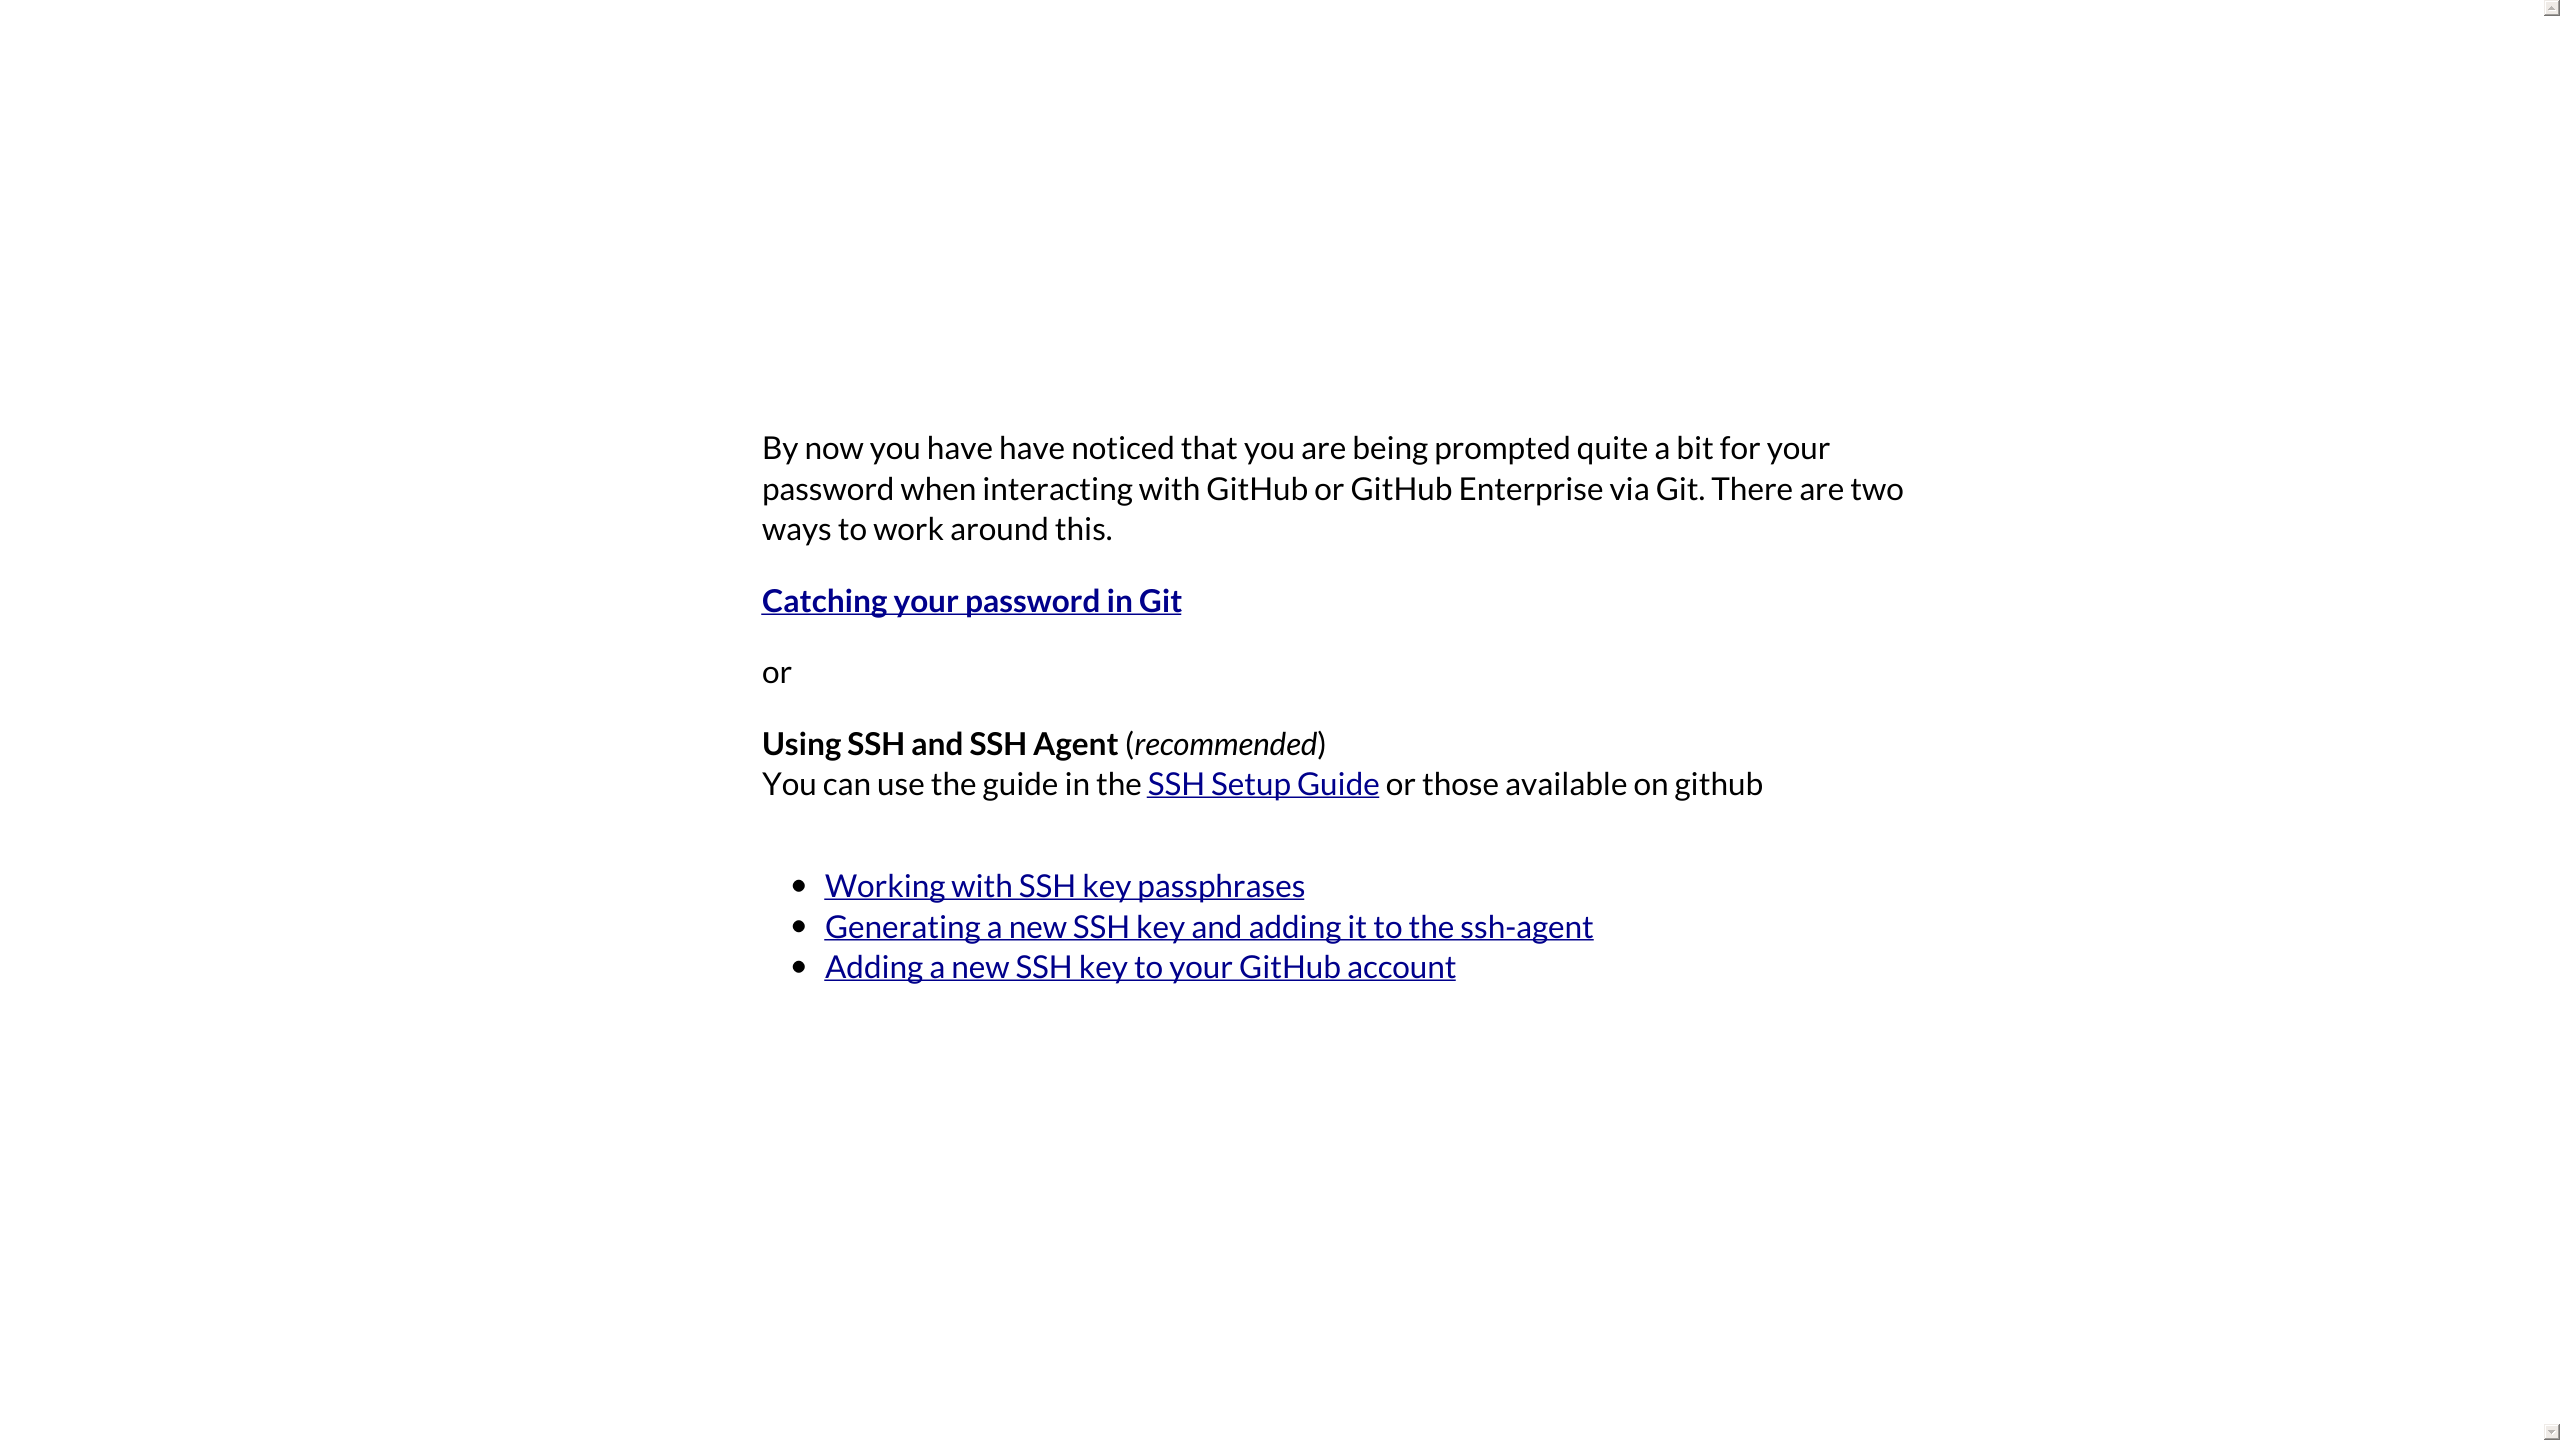 By now you have have noticed that you are being prompted quite a bit for your
password when interacting with GitHub or GitHub Enterprise via Git. There are two
ways to work around this.
Catching your password in Git
or
Using SSH and SSH Agent (recommended)
You can use the guide in the SSH Setup Guide or those available on github
• Working with SSH key passphrases
• Generating a new SSH key and adding it to the ssh-agent
• Adding a new SSH key to your GitHub account